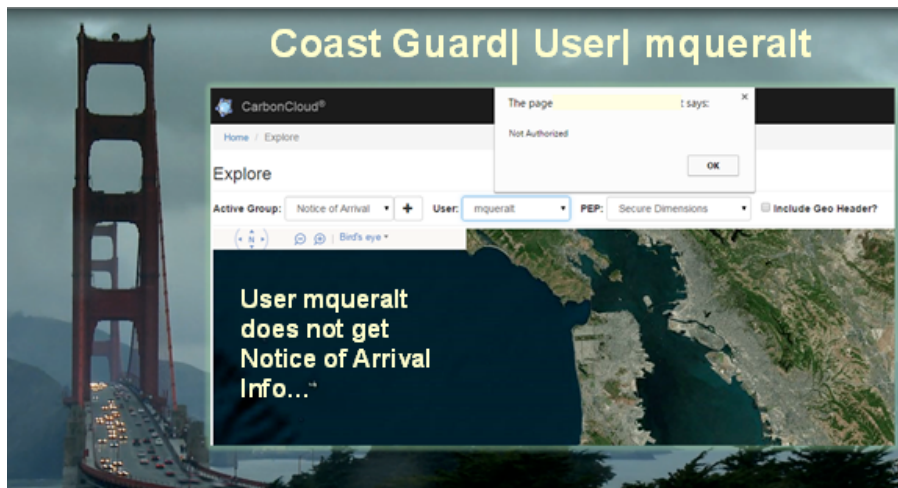 Coast Guard| User| mqueralt
CarbonCloud®
The page
t says:
×
Not Authorized
OK
Home / Explore
Explore
Active Group: Notice of Arrival + User: mqueralt PEP: Secure Dimensions Include Geo Header?
N Bird's eye
User mqueralt
does not get
Notice of Arrival
Info...